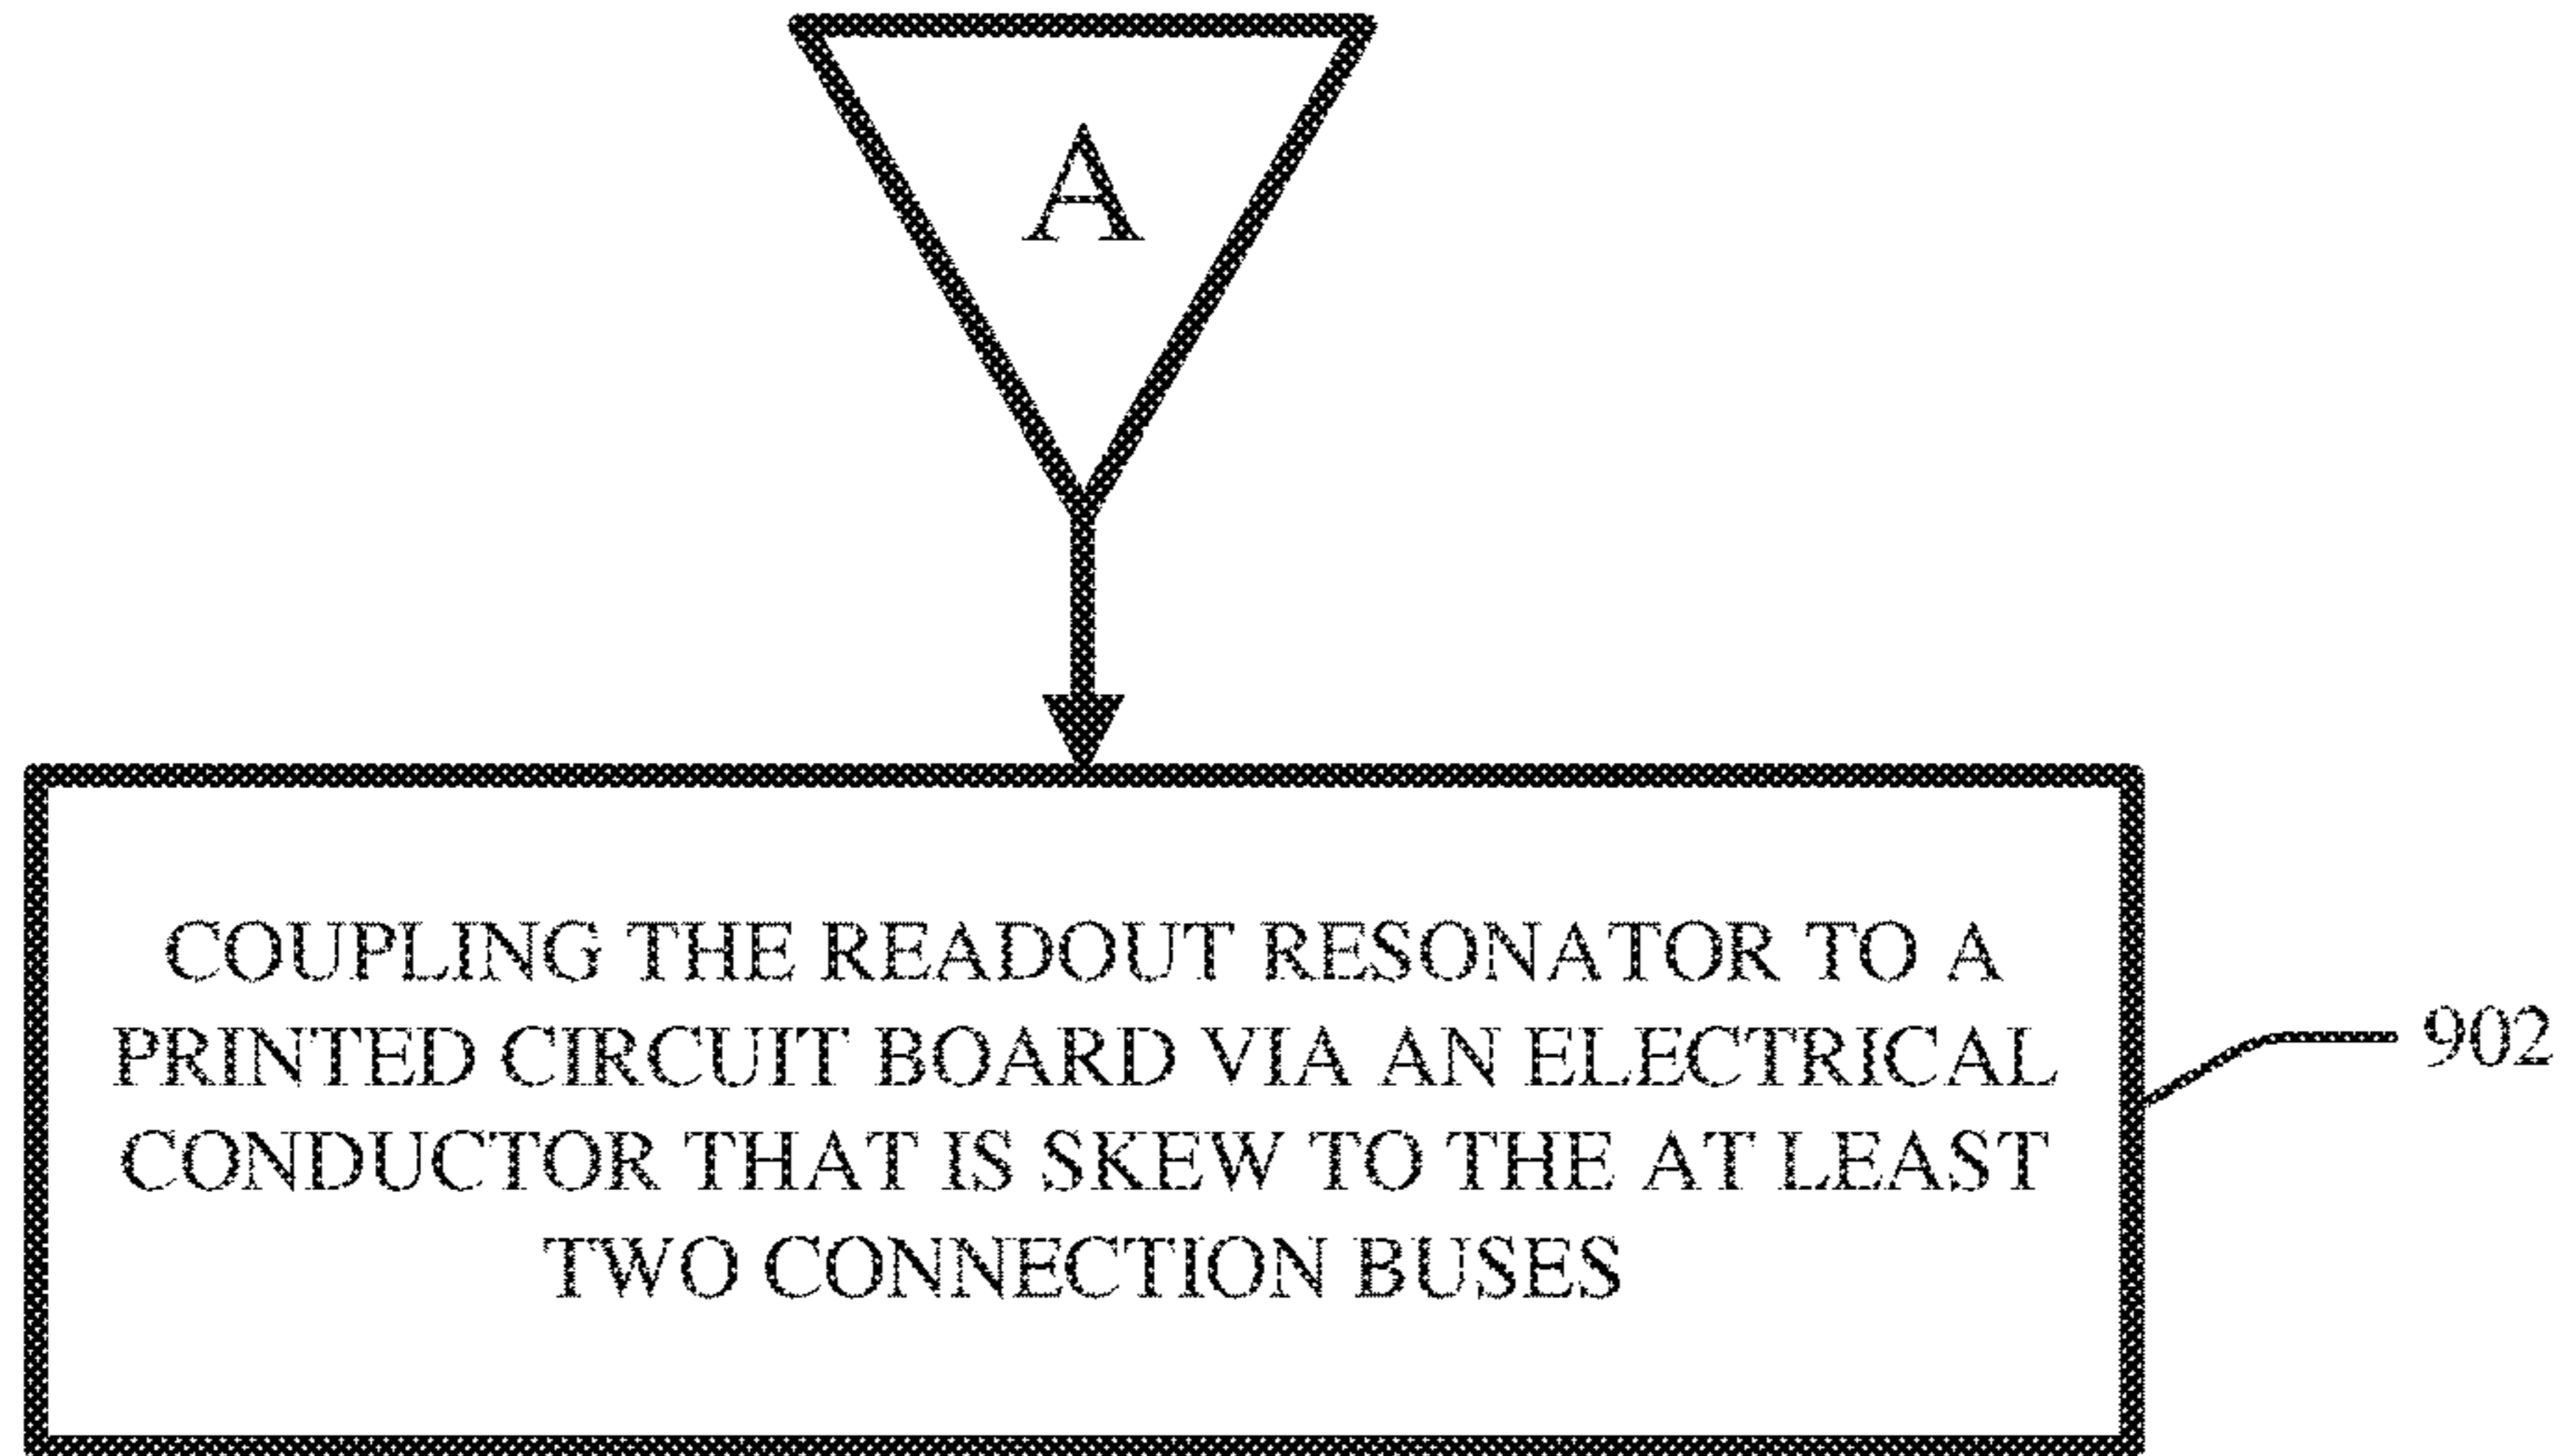 A
COUPLING THE READOUT RESONATOR TO A
PRINTED CIRCUIT BOARD VIA AN ELECTRICAL
CONDUCTOR THAT IS SKEW TO THE AT LEAST
TWO CONNECTION BUSES
902